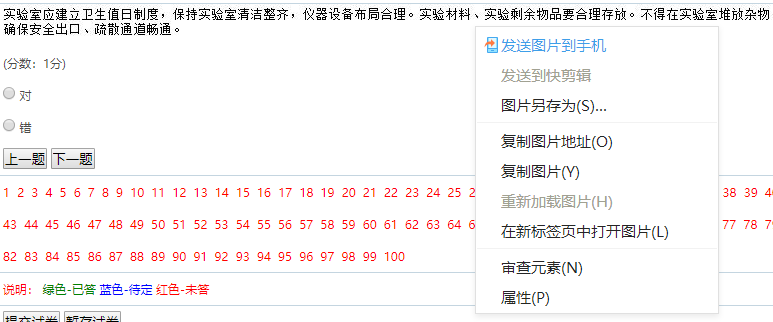 实验室应建立卫生值日制度，保持实验室清洁整齐，仪器设备布局合理。实验材料、实验剩余物品要合理存放。不得在实验室堆放杂物
确保安全出口、疏散通道畅通。
(分数：1分)
对
错
上一题 下一题
1 2 3 4 5 6 7 8 9 10 11 12 13 14 15 16 17 18 19 20 21 22 23 24 25 2 38 39 4
43 44 45 46 47 48 49 50 51 52 53 54 55 56 57 58 59 60 61 62 63 64 6 77 78 79
82 83 84 85 86 87 88 89 90 91 92 93 94 95 96 97 98 99 100
说明： 绿色-已答 蓝色-待定 红色-未答
提交试卷 暂存试卷
发送图片到手机
发送到快剪辑
图片另存为(S)...
复制图片地址(O)
复制图片(Y)
重新加载图片(H)
在新标签页中打开图片(L)
审查元素(N)
属性(P)